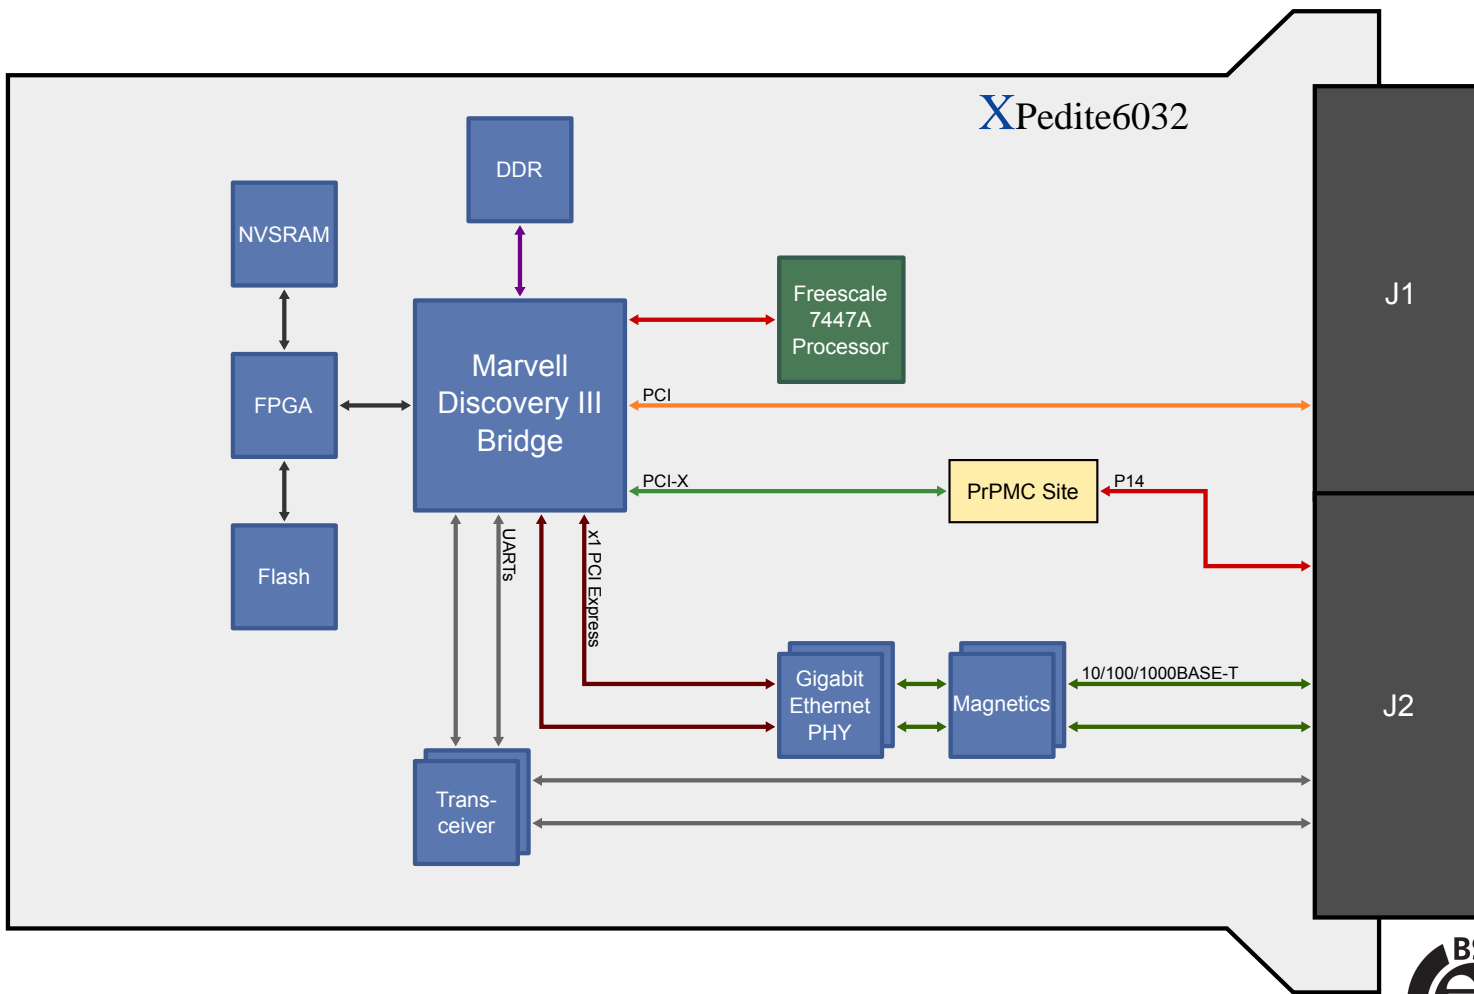 XPedite6032
DDR
NVSRAM
Freescale
7447A
Processor
J1
Marvell
Discovery III
Bridge
FPGA
PCI
PCI-X
PrPMC Site
P14
UARTs
x1 PCI Express
Flash
Gigabit
Ethernet
PHY
Magnetics
10/100/1000BASE-T
J2
Trans-
ceiver